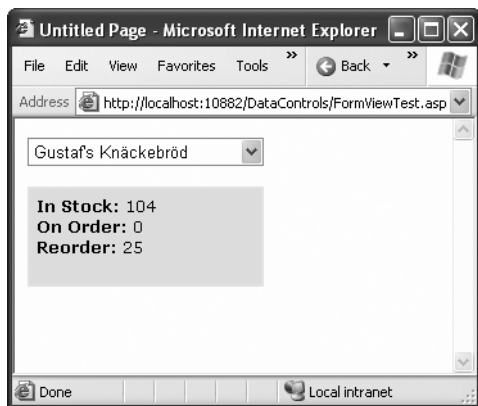 Untitled Page - Microsoft Internet Explorer
File Edit View Favorites Tools » Back »
Address http://localhost:10882/DataControls/FormViewTest.asp
Gustaf's Knäckebröd
In Stock: 104
On Order: 0
Reorder: 25
Done Local intranet